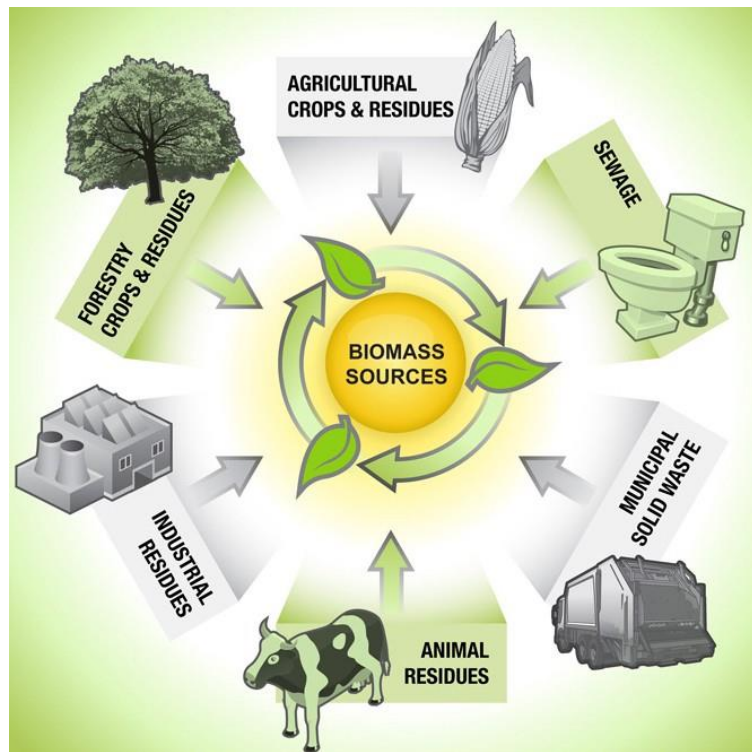 AGRICULTURAL
CROPS & RESIDUES
SEWAGE
FORESTRY
CROPS & RESIDUES
BIOMASS
SOURCES
MUNICIPAL
SOLID WASTE
INDUSTRIAL
RESIDUES
ANIMAL
RESIDUES